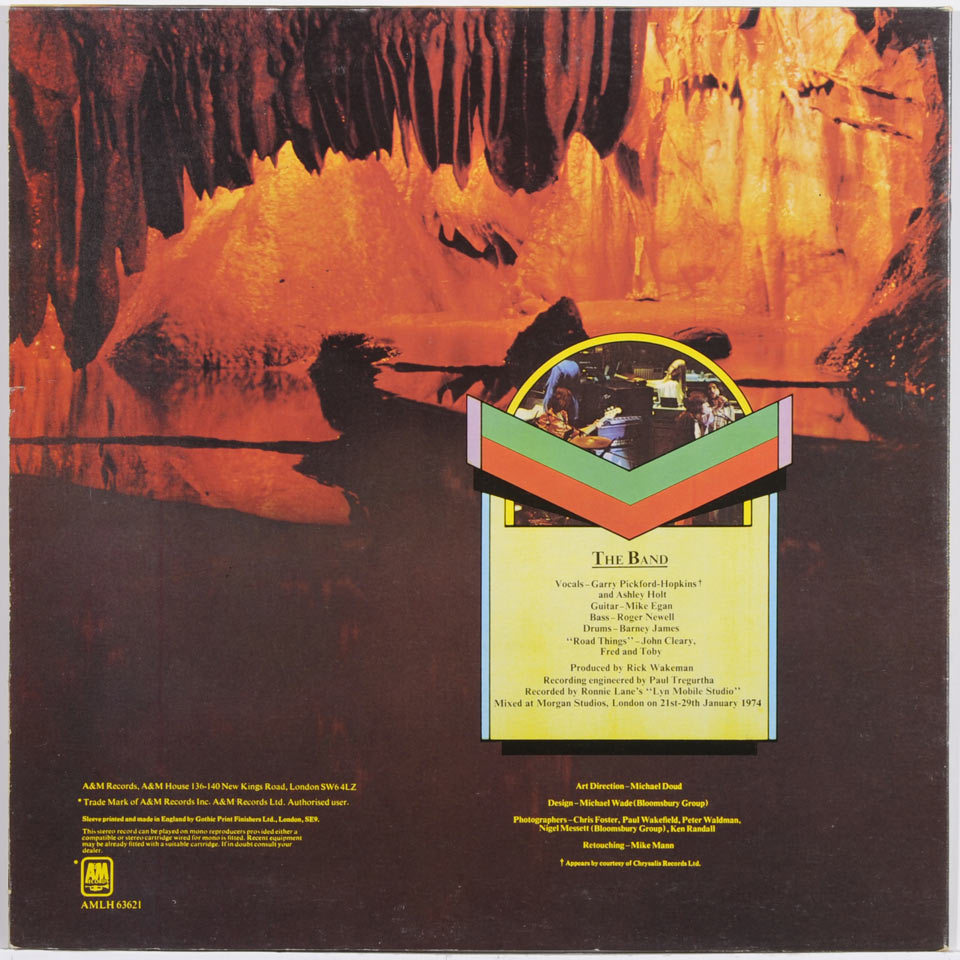 THE BAND
Vocals–Garry Pickford-Hopkins†
and Ashley Holt
Guitar–Mike Egan
Bass–Roger Newell
Drums–Barney James
“Road Things”–John Cleary,
Fred and Toby
Produced by Rick Wakeman
Recording engineered by Paul Tregurtha
Recorded by Ronnie Lane's “Lyn Mobile Studio”
Mixed at Morgan Studios, London on 21st-29th January 1974
A&M Records, A&M House 136-140 New Kings Road, London SW6 4LZ
* Trade Mark of A&M Records Inc. A&M Records Ltd. Authorised user.
Sleeve printed and made in England by Gothic Print Finishers Ltd., London, SE9.
This stereo record can be played on mono reproducers provided either a
compatible or stereo cartridge wired for mono is fitted. Recent equipment
may be already fitted with a suitable cartridge. If in doubt consult your
dealer.
*
AM
RECORDS
AMLH 63621
Art Direction–Michael Doud
Design–Michael Wade(Bloomsbury Group)
Photographers–Chris Foster, Paul Wakefield, Peter Waldman,
Nigel Messett (Bloomsbury Group), Ken Randall
Retouching–Mike Mann
† Appears by courtesy of Chrysalis Records Ltd.